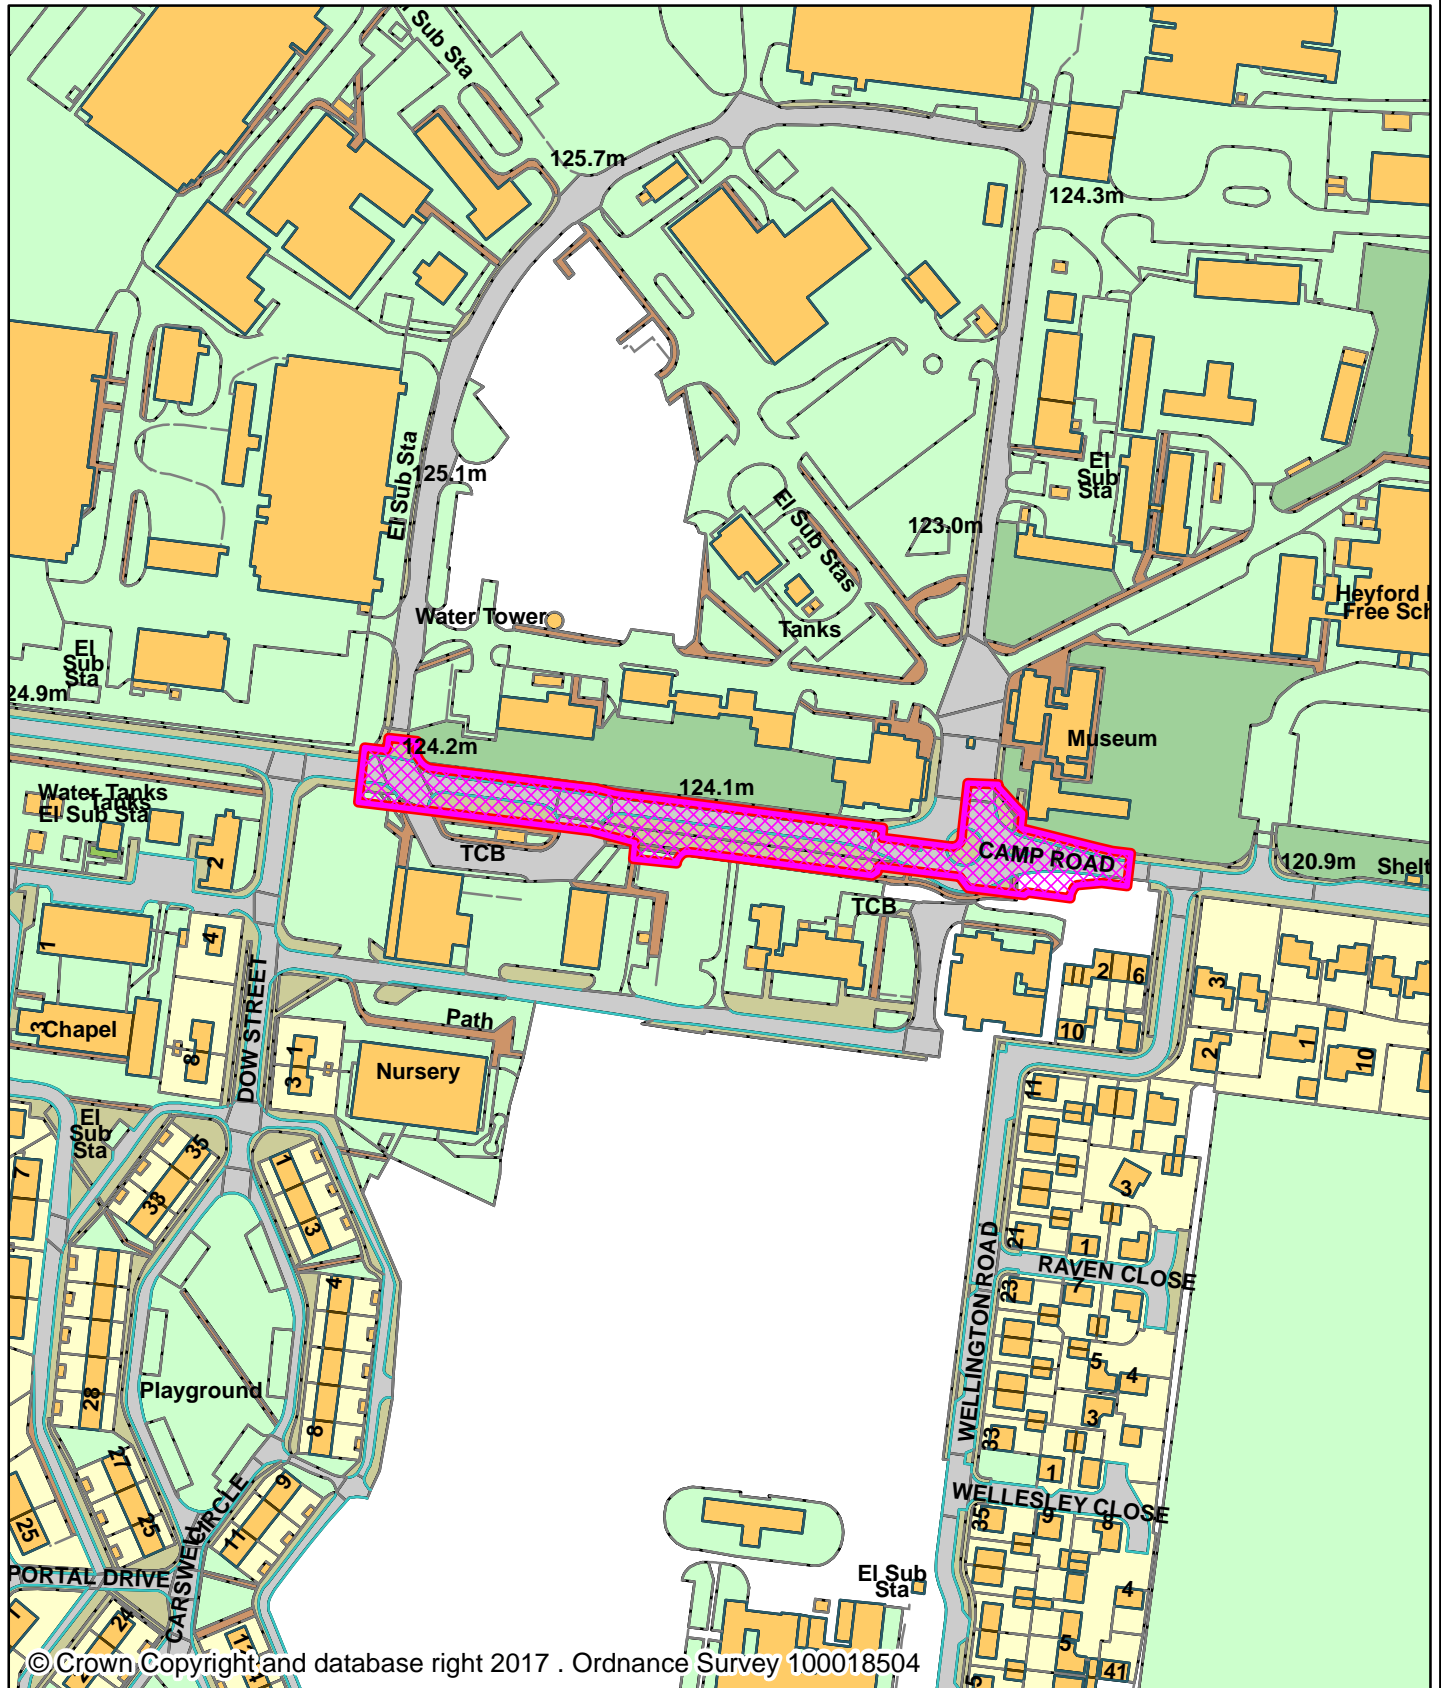 El Sub Sta
125.7m
124.3m
El Sub Sta
125.1m
El
Sub
Sta
El Sub Stas
123.0m
Water Tower
Tanks
Heyford
Free Sch
El
Sub
Sta
24.9m
124.2m
124.1m
Museum
Water Tanks
Tanks
El Sub Sta
2
TCB
CAMP ROAD
120.9m
Shelt
TCB
1
4
DOW STREET
3
Chapel
8
1
3
Path
Nursery
2
6
10
3
2
1
10
El
Sub
Sta
7
35
33
1
3
11
3
21
1
RAVEN CLOSE
23
7
WELLINGTON ROAD
4
28
8
Playground
5
4
3
33
1
27
25
25
9
11
CARSWELL CIRCLE
WELLESLEY CLOSE
35
9
8
PORTAL DRIVE
El Sub
Sta
4
24
5
41
5
© Crown Copyright and database right 2017 . Ordnance Survey 100018504